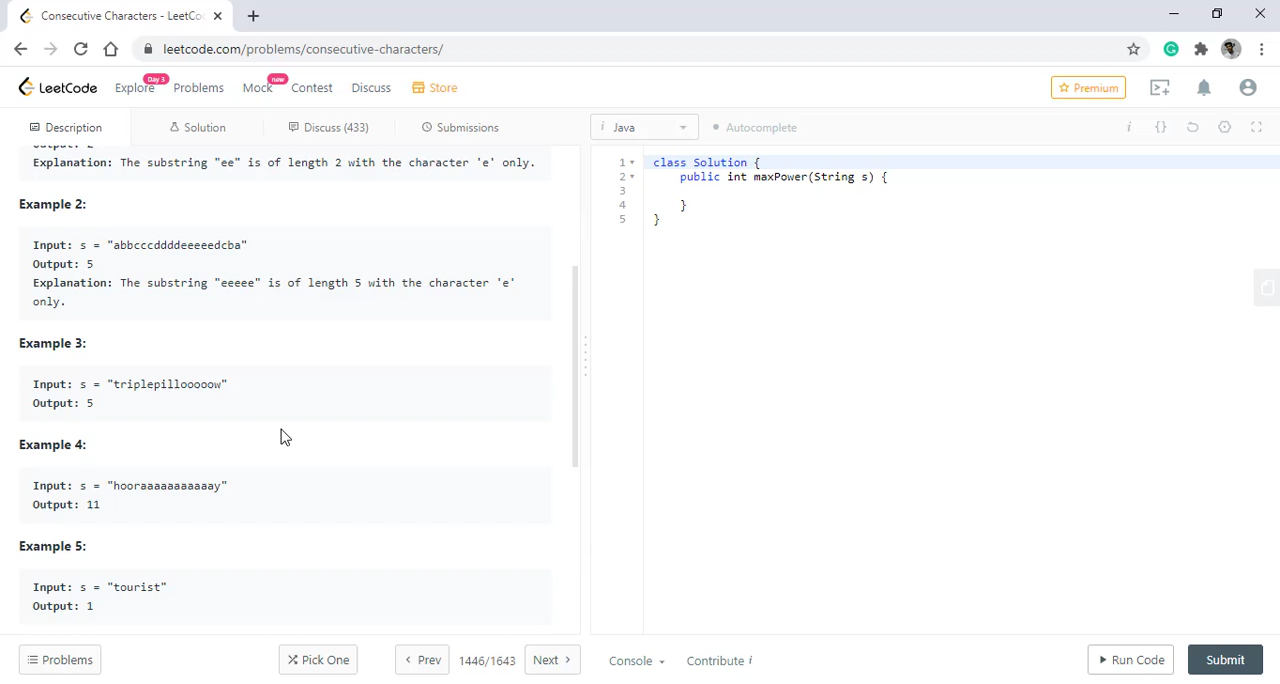 Consecutive Characters - LeetCo
leetcode.com/problems/consecutive-characters/
LeetCode Explore Day 3 Problems Mock new Contest Discuss Store Premium
Description Solution Discuss (433) Submissions i Java Autocomplete
Output: 2
Explanation: The substring "ee" is of length 2 with the character 'e' only.
Example 2:
Input: s = "abbcccddddeeeeedcba"
Output: 5
Explanation: The substring "eeeee" is of length 5 with the character 'e'
only.
Example 3:
Input: s = "triplepillooooow"
Output: 5
Example 4:
Input: s = "hooraaaaaaaaaaay"
Output: 11
Example 5:
Input: s = "tourist"
Output: 1
1 class Solution {
2 public int maxPower(String s) {
3
4 }
5 }
Problems Pick One Prev 1446/1643 Next Console Contribute i Run Code Submit